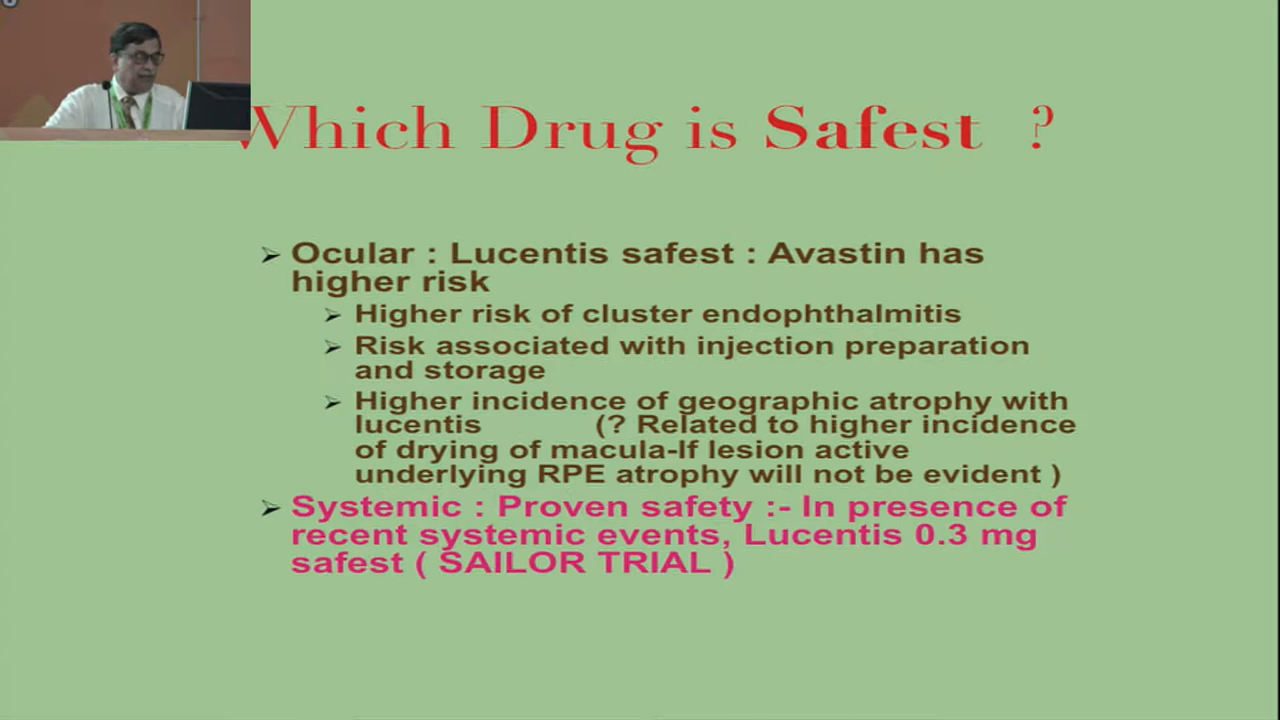 Which Drug is Safest ?
➢ Ocular : Lucentis safest : Avastin has
higher risk
➢ Higher risk of cluster endophthalmitis
➢ Risk associated with injection preparation
and storage
➢ Higher incidence of geographic atrophy with
lucentis (? Related to higher incidence
of drying of macula-If lesion active
underlying RPE atrophy will not be evident )
➢ Systemic : Proven safety :- In presence of
recent systemic events, Lucentis 0.3 mg
safest ( SAILOR TRIAL )